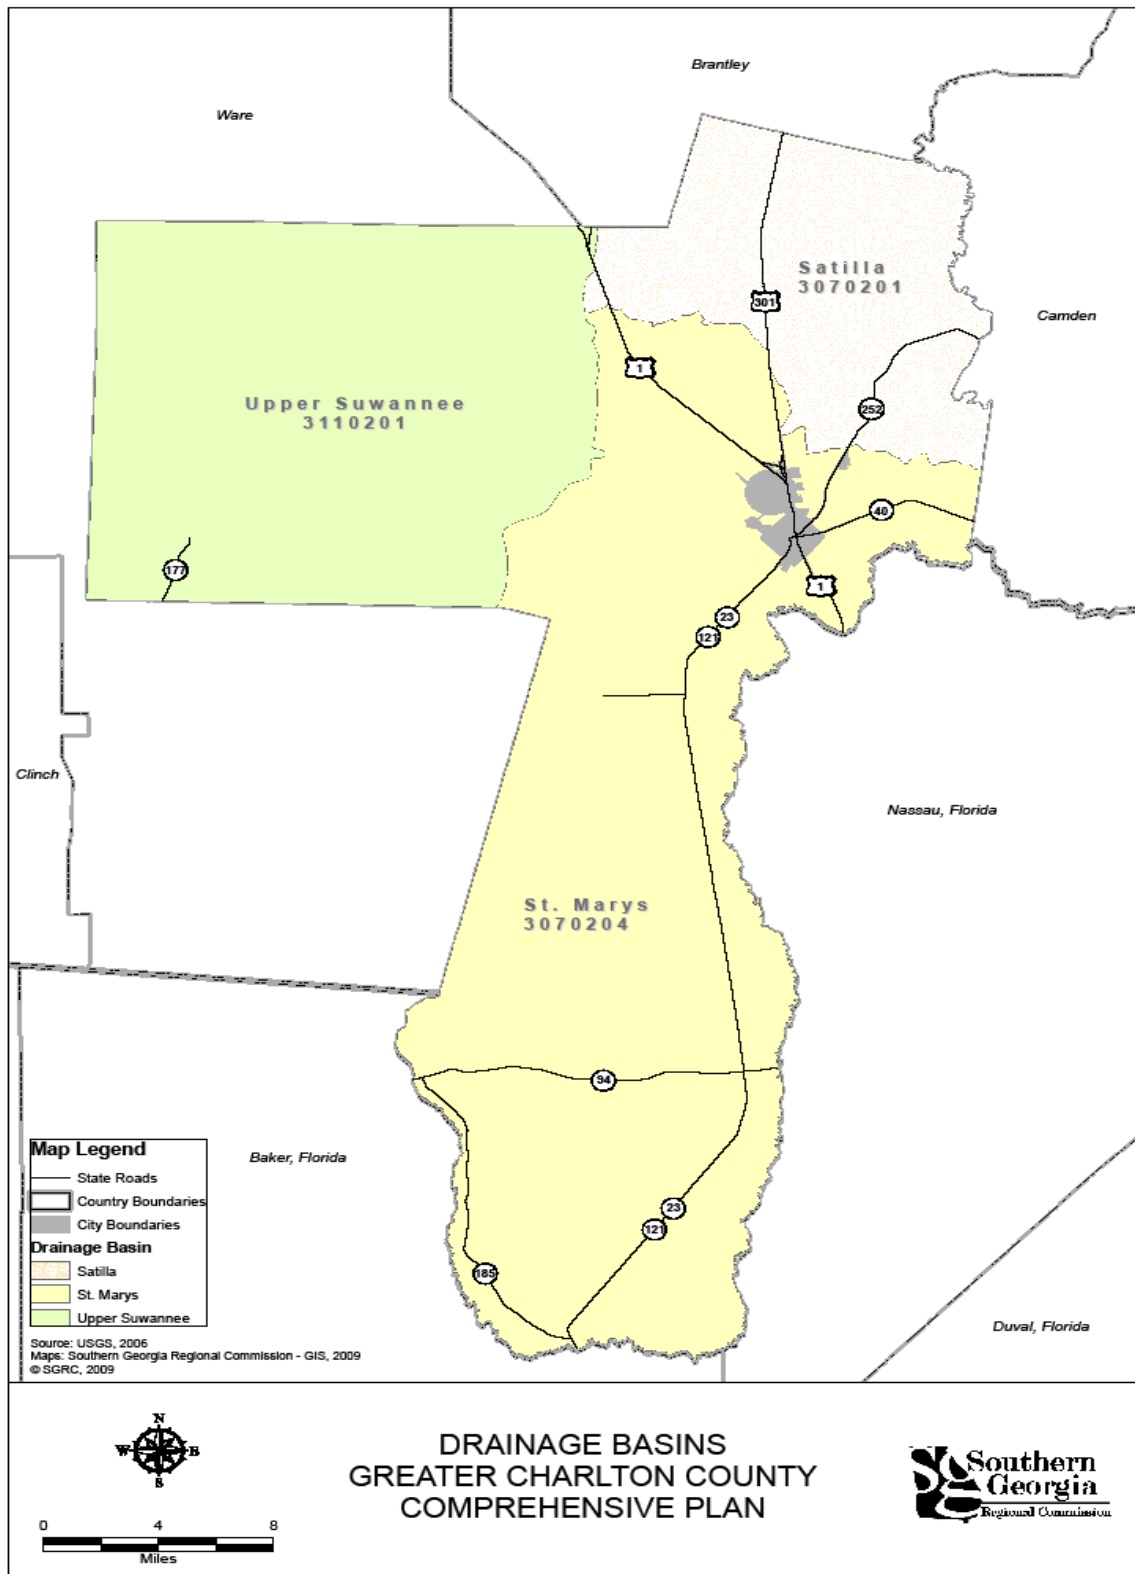 Brantley
Ware
Satilla
3070201
301
Camden
1
Upper Suwannee
3110201
252
40
177
1
23
121
Clinch
Nassau, Florida
St. Marys
3070204
94
Baker, Florida
23
121
185
Duval, Florida
Map Legend
State Roads
Country Boundaries
City Boundaries
Drainage Basin
Satilla
St. Marys
Upper Suwannee
Source: USGS, 2006
Maps: Southern Georgia Regional Commission - GIS, 2009
© SGRC, 2009
N
W E
S
0 4 8
Miles
DRAINAGE BASINS
GREATER CHARLTON COUNTY
COMPREHENSIVE PLAN
Southern
Georgia
Regional Commission